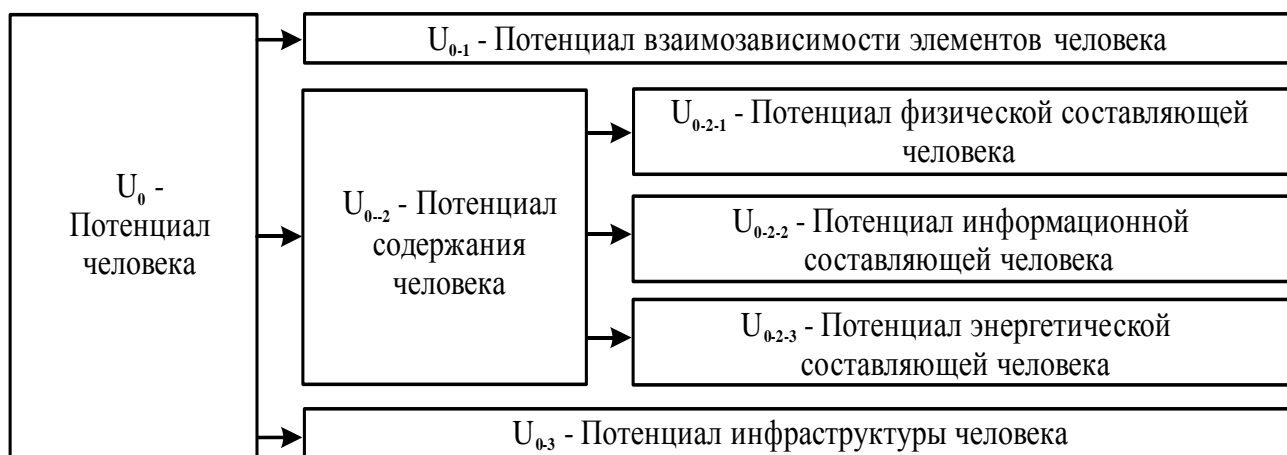 U₀ -
Потенциал
человека
U₀₋₁ - Потенциал взаимозависимости элементов человека
U₀₋₋₂ - Потенциал
содержания
человека
U₀₋₂₋₁ - Потенциал физической составляющей
человека
U₀₋₂₋₂ - Потенциал информационной
составляющей человека
U₀₋₂₋₃ - Потенциал энергетической
составляющей человека
U₀₋₃ - Потенциал инфраструктуры человека